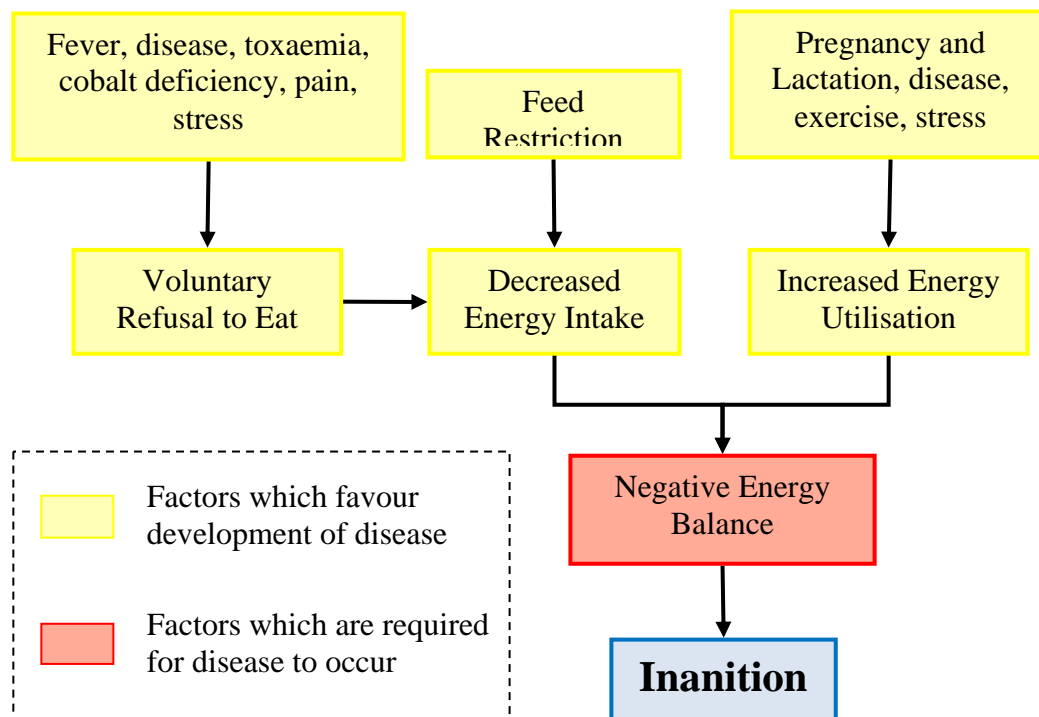 Fever, disease, toxaemia,
cobalt deficiency, pain,
stress
Feed
Restriction
Pregnancy and
Lactation, disease,
exercise, stress
Voluntary
Refusal to Eat
Decreased
Energy Intake
Increased Energy
Utilisation
Negative Energy
Balance
Factors which favour
development of disease
Factors which are required
for disease to occur
Inanition